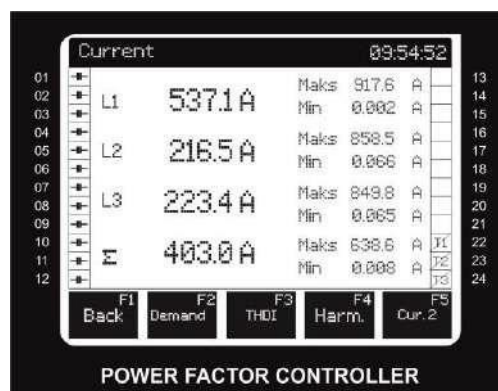 Current 09:54:52
01 13
02 L1 537.1 A Maks 917.6 A 14
03 Min 0.002 A 15
04 16
05 L2 216.5 A Maks 858.5 A 17
06 Min 0.066 A 18
07 19
08 L3 223.4 A Maks 849.8 A 20
09 Min 0.065 A 21
10 Σ 403.0 A Maks 638.6 A T1 22
11 Min 0.008 A T2 23
12 T3 24
F1 F2 F3 F4 F5
Back Demand THDI Harm. Cur.2
POWER FACTOR CONTROLLER